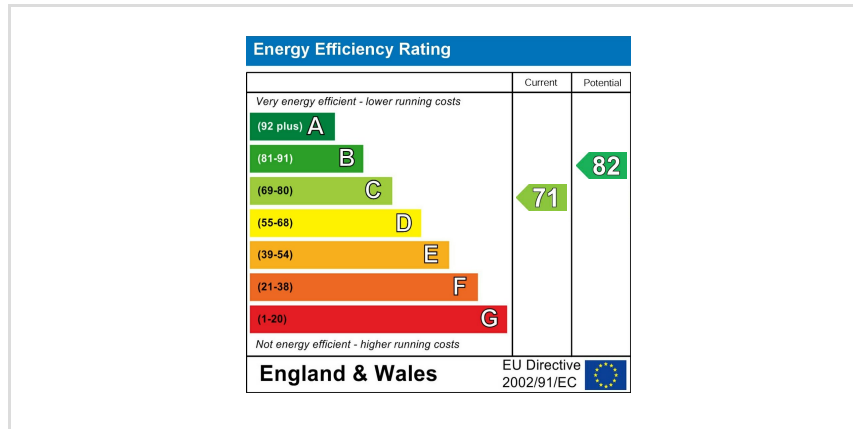 Energy Efficiency Rating
Current Potential
Very energy efficient - lower running costs
(92 plus) A
(81-91) B
(69-80) C
(55-68) D
(39-54) E
(21-38) F
(1-20) G
71
82
Not energy efficient - higher running costs
England & Wales
EU Directive
2002/91/EC